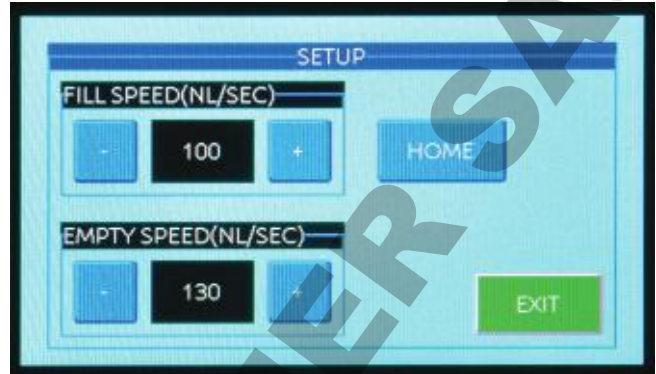 SETUP
FILL SPEED(NL/SEC)
- 100 + HOME
EMPTY SPEED(NL/SEC)
- 130 +
EXIT